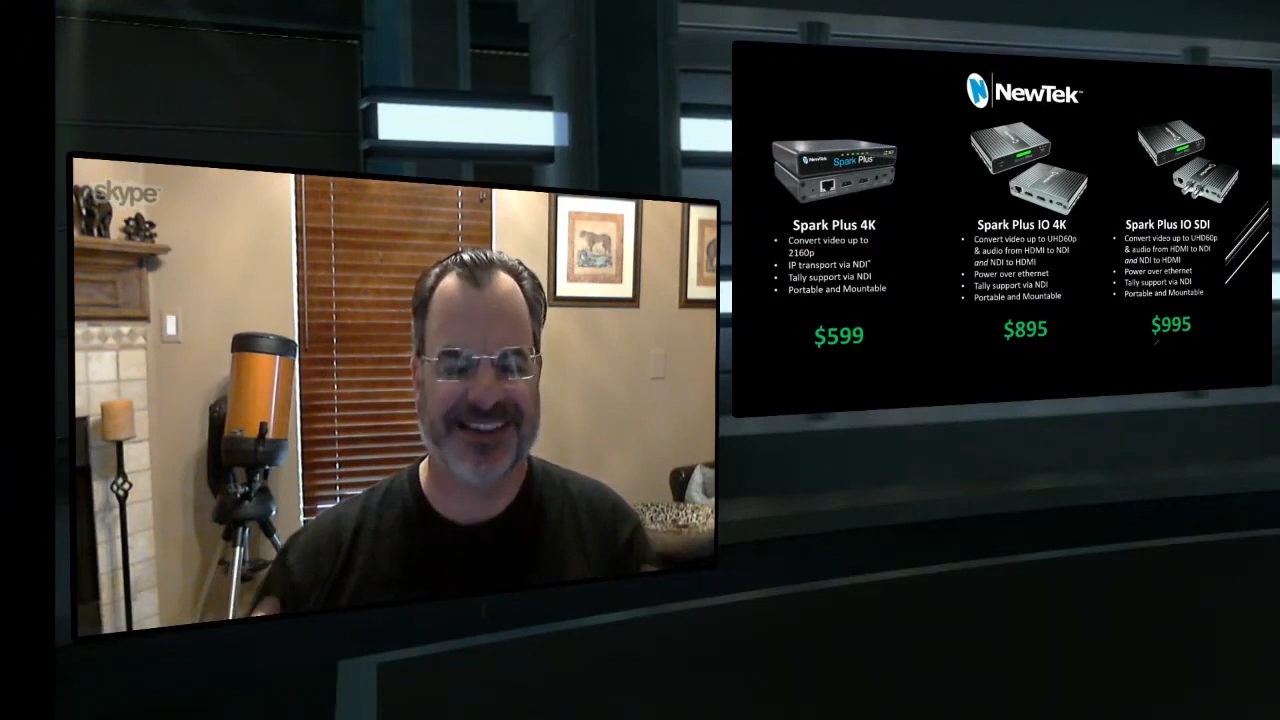 skype
NewTek™
NewTek
Spark Plus™
Spark Plus 4K
• Convert video up to
2160p
• IP transport via NDI®
• Tally support via NDI
• Portable and Mountable
$599
Spark Plus IO 4K
• Convert video up to UHD60p
& audio from HDMI to NDI
and NDI to HDMI
• Power over ethernet
• Tally support via NDI
• Portable and Mountable
$895
Spark Plus IO SDI
• Convert video up to UHD60p
& audio from HDMI to NDI
and NDI to HDMI
• Power over ethernet
• Tally support via NDI
• Portable and Mountable
$995